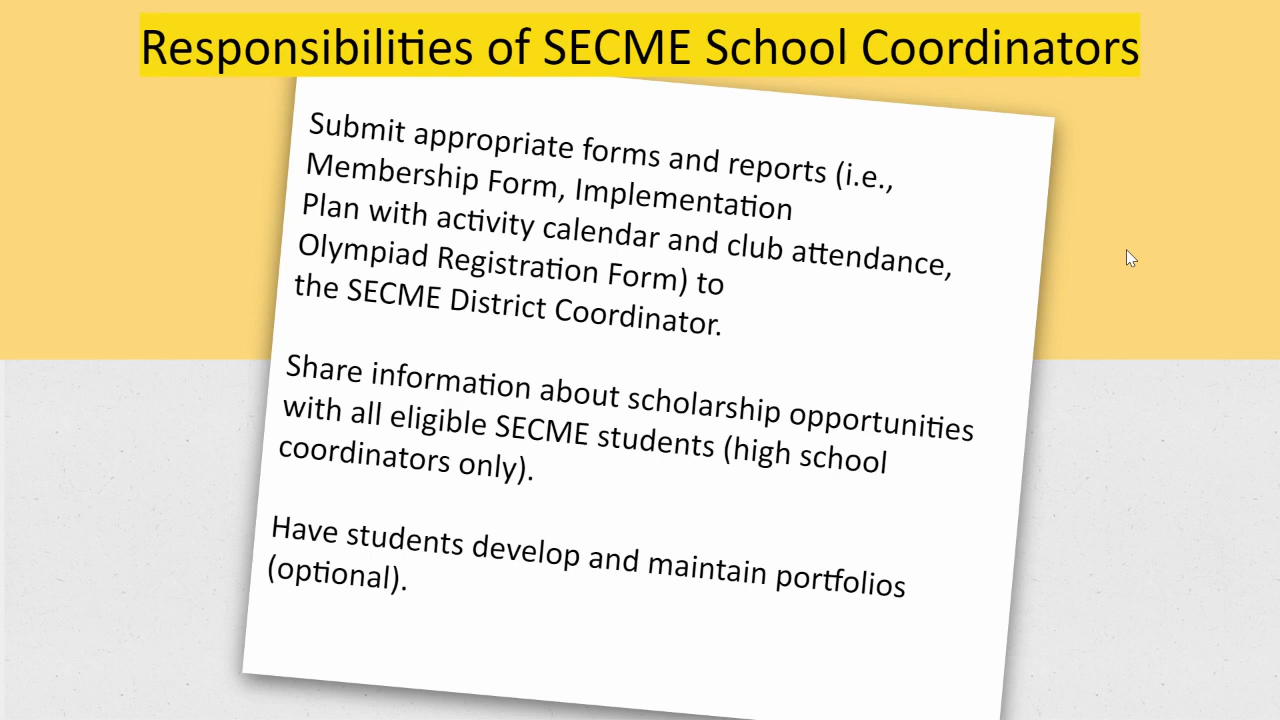 Responsibilities of SECME School Coordinators
Submit appropriate forms and reports (i.e.,
Membership Form, Implementation
Plan with activity calendar and club attendance,
Olympiad Registration Form) to
the SECME District Coordinator.
Share information about scholarship opportunities
with all eligible SECME students (high school
coordinators only).
Have students develop and maintain portfolios
(optional).